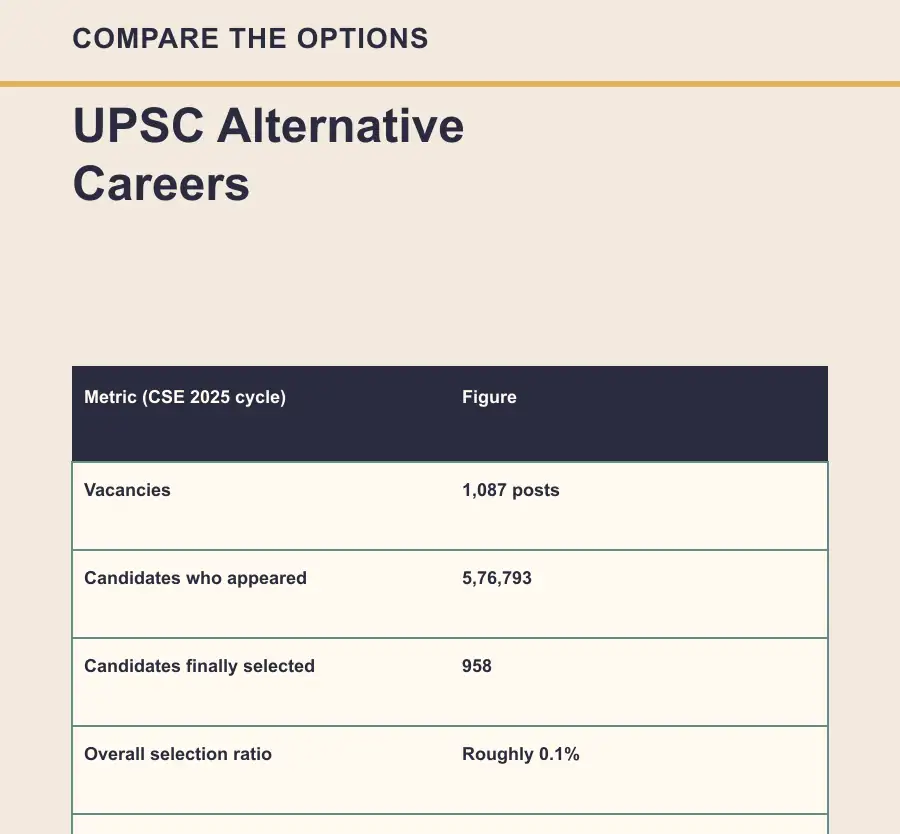 COMPARE THE OPTIONS
UPSC Alternative
Careers
Metric (CSE 2025 cycle) Figure
Vacancies 1,087 posts
Candidates who appeared 5,76,793
Candidates finally selected 958
Overall selection ratio Roughly 0.1%